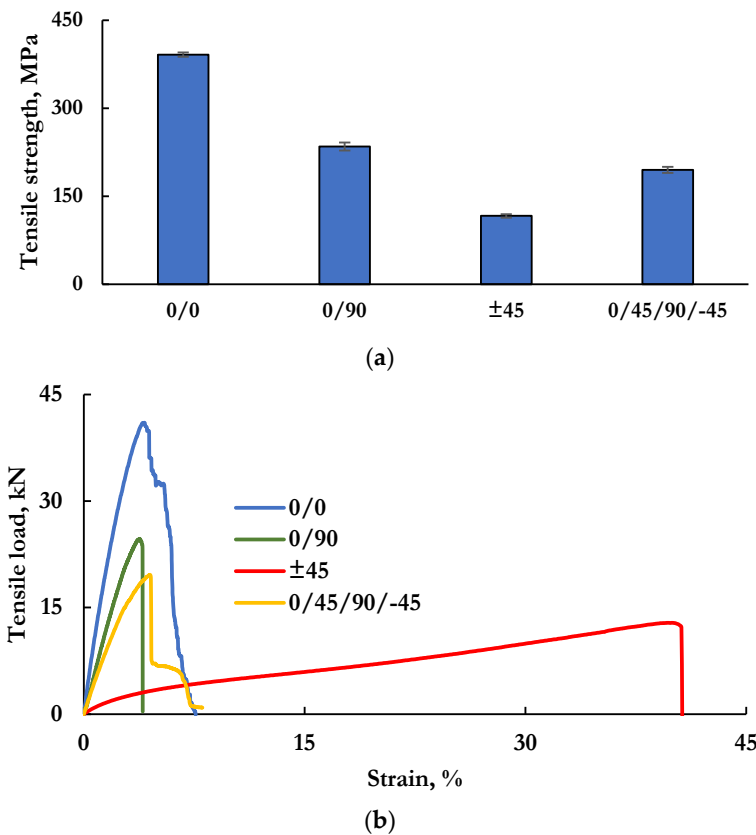 450
300
150
0
Tensile strength, MPa
0/0 0/90 ±45 0/45/90/-45
(a)
45
30
15
0
Tensile load, kN
0/0
0/90
±45
0/45/90/-45
0 15 30 45
Strain, %
(b)